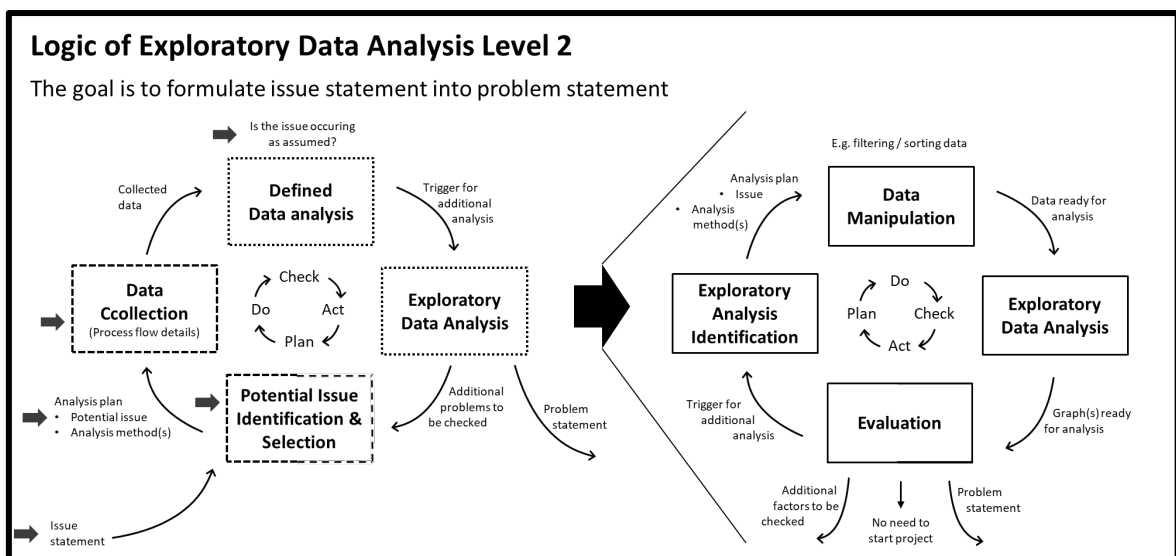 Logic of Exploratory Data Analysis Level 2
The goal is to formulate issue statement into problem statement
Is the issue occuring
as assumed?
Collected
data
Defined
Data analysis
Trigger for
additional
analysis
Data
Ccollection
(Process flow details)
Check
Do
Act
Plan
Exploratory
Data Analysis
Analysis plan
• Potential issue
• Analysis method(s)
Potential Issue
Identification &
Selection
Additional
problems to
be checked
Problem
statement
Issue
statement
E.g. filtering / sorting data
Analysis plan
• Issue
• Analysis
method(s)
Data
Manipulation
Data ready for
analysis
Exploratory
Analysis
Identification
Do
Plan
Check
Act
Exploratory
Data Analysis
Trigger for
additional
analysis
Evaluation
Graph(s) ready
for analysis
Additional
factors to be
checked
No need to
start project
Problem
statement